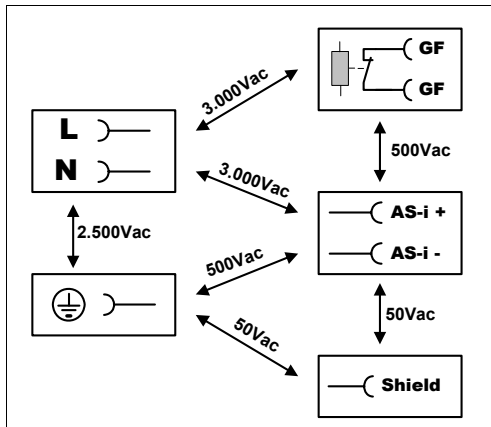 GF
GF
3.000Vac
L
N
500Vac
3.000Vac
AS-i +
AS-i -
2.500Vac
500Vac
50Vac
50Vac
Shield